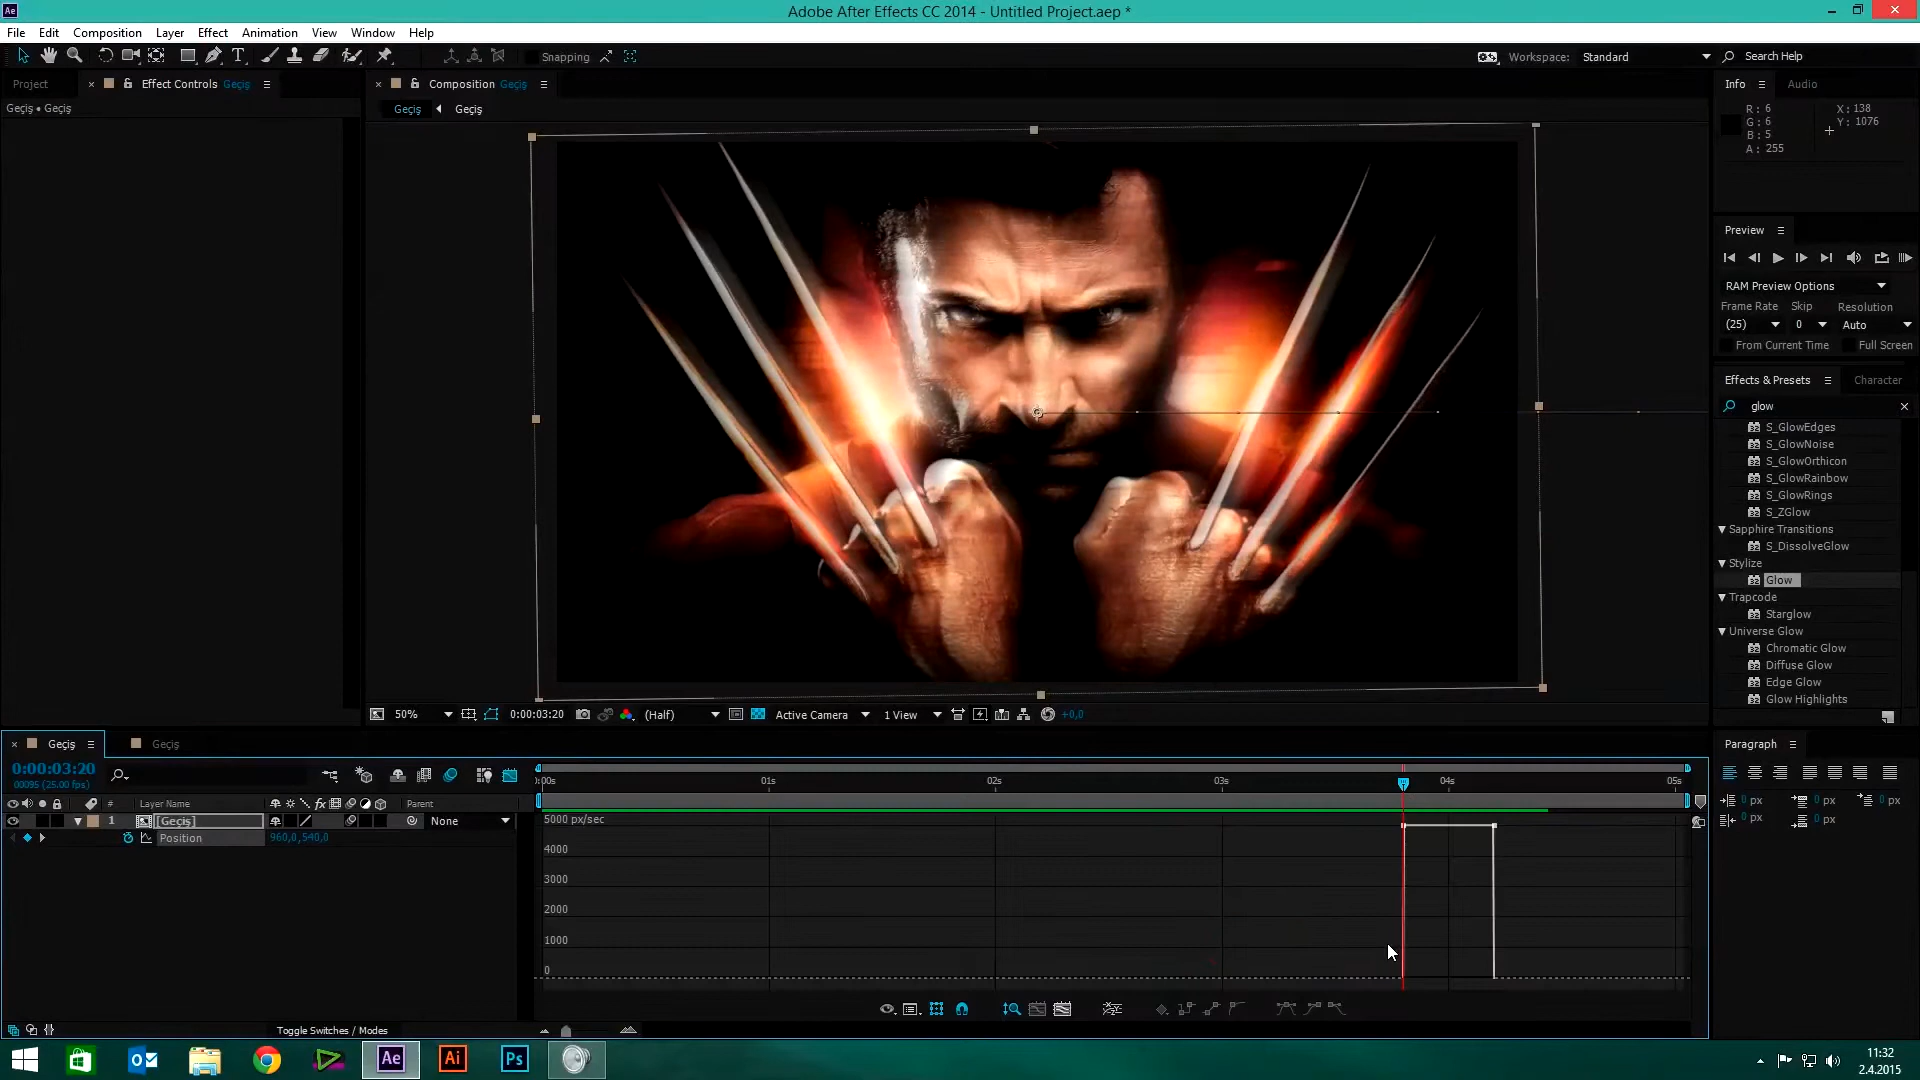 Adobe After Effects CC 2014 - Untitled Project.aep *
File Edit Composition Layer Effect Animation View Window Help
Snapping
Workspace: Standard
Search Help
Project
Effect Controls Geçiş
Geçiş • Geçiş
Composition Geçiş
Geçiş
Geçiş
50%
0:00:03:20
(Half)
Active Camera
1 View
+0,0
Info
Audio
R: 6
G: 6
B: 5
A: 255
X: 138
Y: 1076
Preview
RAM Preview Options
Frame Rate Skip Resolution
(25) 0 Auto
From Current Time Full Screen
Effects & Presets
Character
glow
S_GlowEdges
S_GlowNoise
S_GlowOrthicon
S_GlowRainbow
S_GlowRings
S_ZGlow
Sapphire Transitions
S_DissolveGlow
Stylize
Glow
Trapcode
Starglow
Universe Glow
Chromatic Glow
Diffuse Glow
Edge Glow
Glow Highlights
Paragraph
0 px 0 px 0 px
0 px 0 px
Geçiş
Geçiş
0:00:03:20
00095 (25.00 fps)
# Layer Name
Parent
1 [Geçiş]
None
Position 960,0,540,0
):00s 01s 02s 03s 04s 05s
5000 px/sec
4000
3000
2000
1000
0
Toggle Switches / Modes
Ae Ai Ps
11:32
2.4.2015